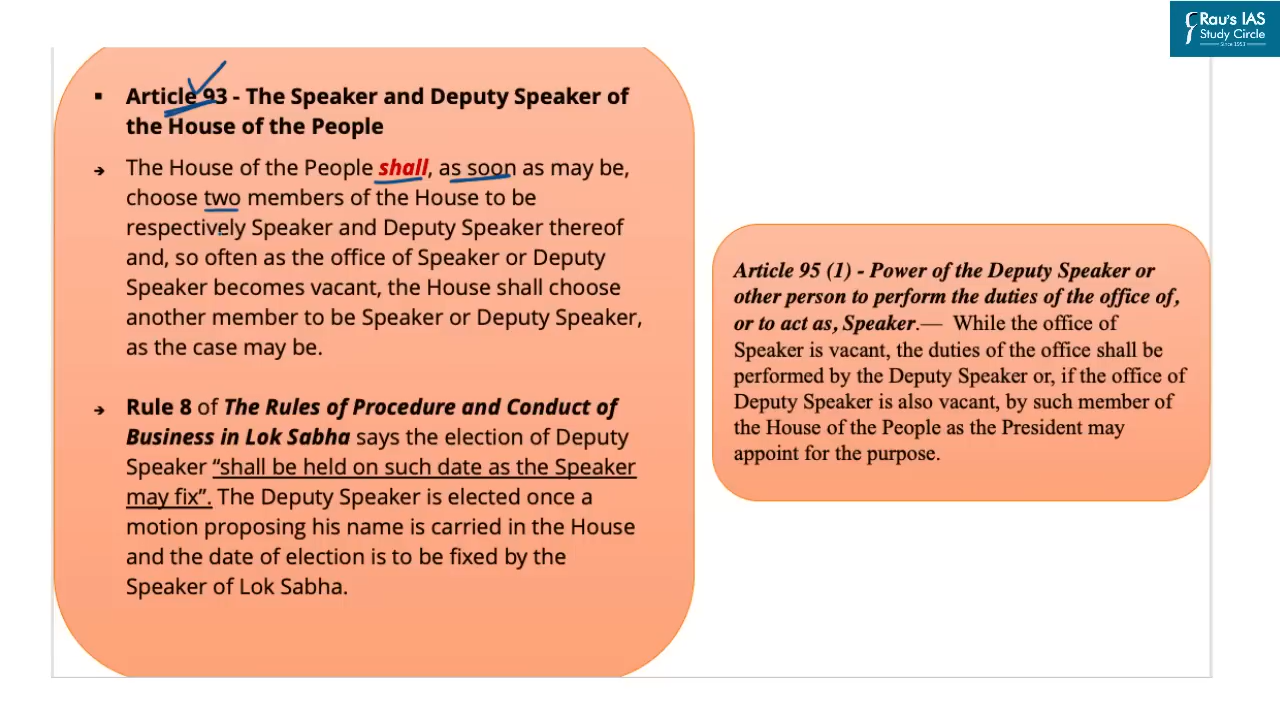 Rau's IAS
Study Circle
Since 1953
▪ Article 93 - The Speaker and Deputy Speaker of
the House of the People
➔ The House of the People shall, as soon as may be,
choose two members of the House to be
respectively Speaker and Deputy Speaker thereof
and, so often as the office of Speaker or Deputy
Speaker becomes vacant, the House shall choose
another member to be Speaker or Deputy Speaker,
as the case may be.
➔ Rule 8 of The Rules of Procedure and Conduct of
Business in Lok Sabha says the election of Deputy
Speaker “shall be held on such date as the Speaker
may fix”. The Deputy Speaker is elected once a
motion proposing his name is carried in the House
and the date of election is to be fixed by the
Speaker of Lok Sabha.
Article 95 (1) - Power of the Deputy Speaker or
other person to perform the duties of the office of,
or to act as, Speaker.— While the office of
Speaker is vacant, the duties of the office shall be
performed by the Deputy Speaker or, if the office of
Deputy Speaker is also vacant, by such member of
the House of the People as the President may
appoint for the purpose.